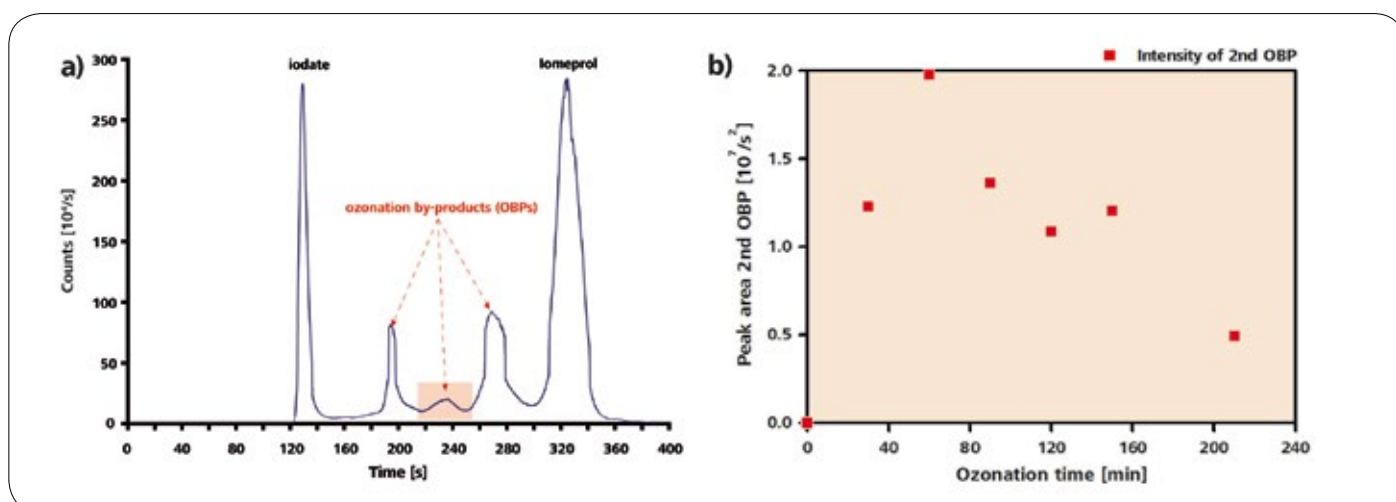 a)
iodate
Iomeprol
ozonation by-products (OBPs)
Counts [10⁶/s]
300
250
200
150
100
50
0
0 40 80 120 160 200 240 280 320 360 400
Time [s]
b)
Intensity of 2nd OBP
Peak area 2nd OBP [10⁷/s²]
2.0
1.5
1.0
0.5
0.0
0 40 80 120 160 200 240
Ozonation time [min]